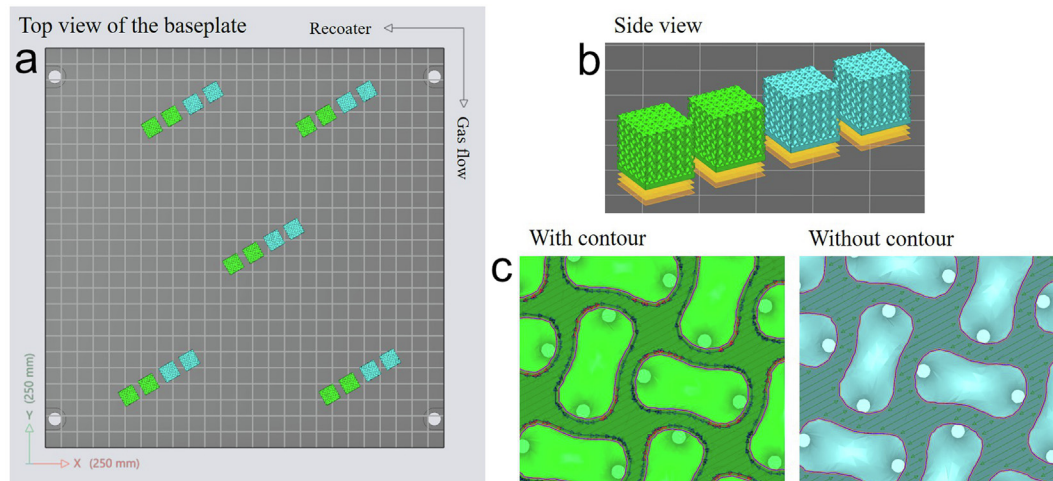 Top view of the baseplate
Recoater
a
Gas flow
Y (250 mm)
X (250 mm)
Side view
b
With contour
Without contour
c